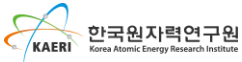 KAERI
한국원자력연구원
Korea Atomic Energy Research Institute